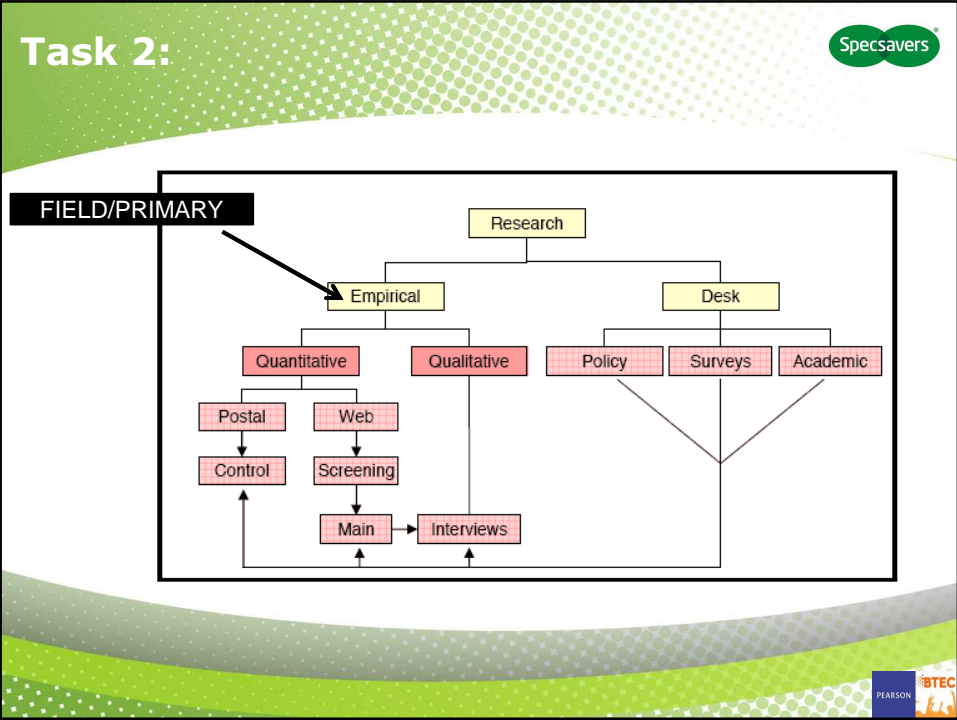 Task 2:
Specsavers
FIELD/PRIMARY
Research
Empirical
Desk
Quantitative
Qualitative
Policy
Surveys
Academic
Postal
Web
Control
Screening
Main
Interviews
PEARSON
BTEC